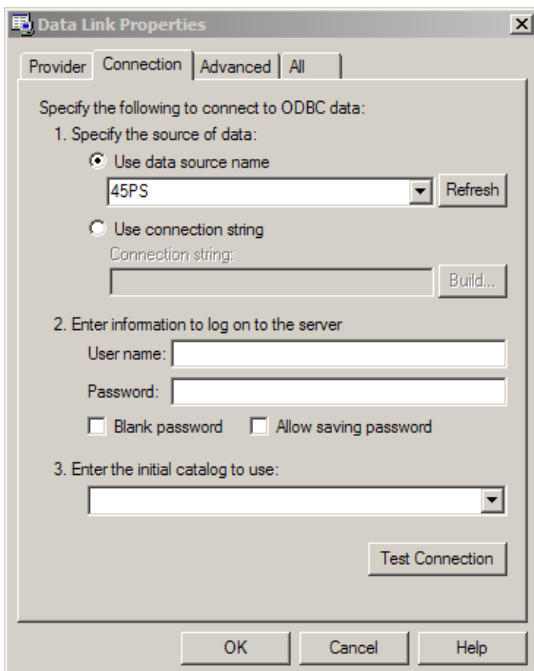 Data Link Properties
Provider Connection Advanced All
Specify the following to connect to ODBC data:
1. Specify the source of data:
Use data source name
45PS Refresh
Use connection string
Connection string:
Build...
2. Enter information to log on to the server
User name:
Password:
Blank password Allow saving password
3. Enter the initial catalog to use:
Test Connection
OK Cancel Help